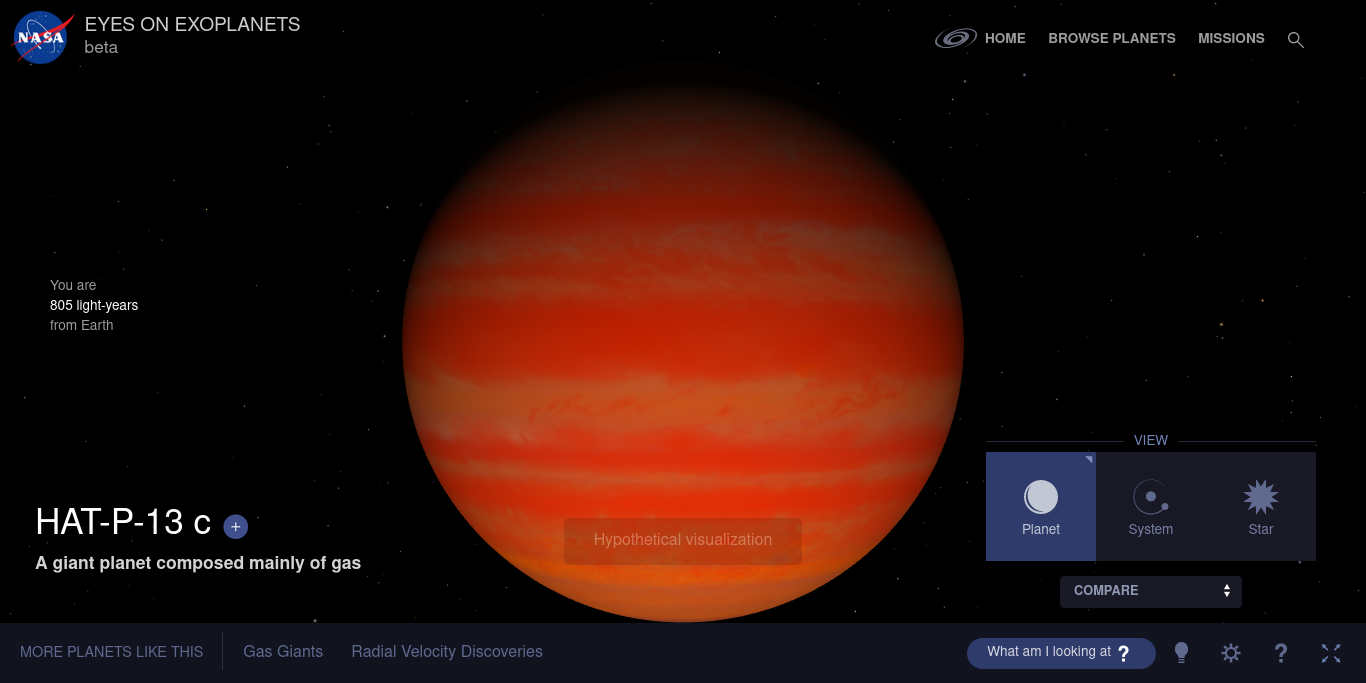 NASA
EYES ON EXOPLANETS
beta
HOME
BROWSE PLANETS
MISSIONS
You are
805 light-years
from Earth
VIEW
Planet
System
Star
HAT-P-13 c +
A giant planet composed mainly of gas
Hypothetical visualization
COMPARE
MORE PLANETS LIKE THIS
Gas Giants
Radial Velocity Discoveries
What am I looking at ?
?